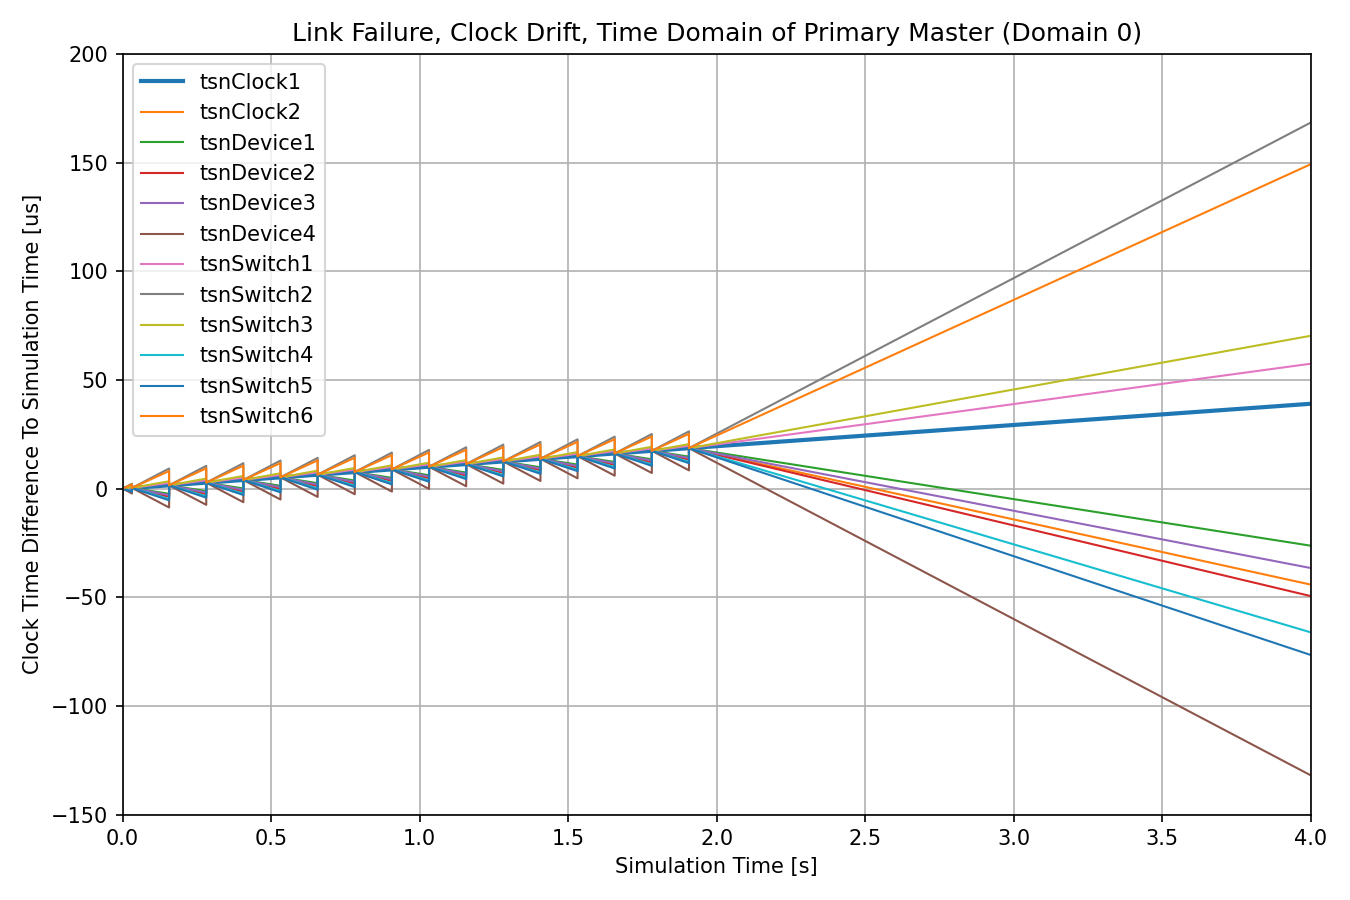 Link Failure, Clock Drift, Time Domain of Primary Master (Domain 0)
Clock Time Difference To Simulation Time [us]
200
150
100
50
0
−50
−100
−150
tsnClock1
tsnClock2
tsnDevice1
tsnDevice2
tsnDevice3
tsnDevice4
tsnSwitch1
tsnSwitch2
tsnSwitch3
tsnSwitch4
tsnSwitch5
tsnSwitch6
0.0 0.5 1.0 1.5 2.0 2.5 3.0 3.5 4.0
Simulation Time [s]